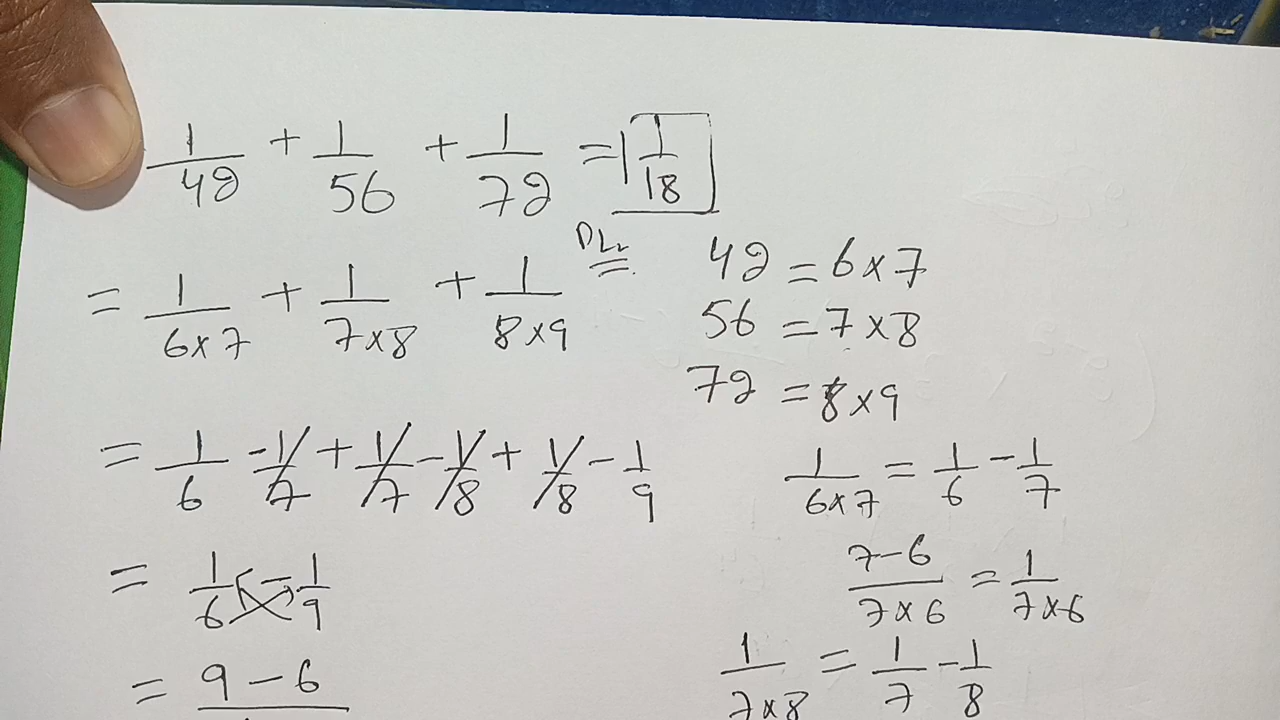 1/42 + 1/56 + 1/72 = 1/18
= 1/6×7 + 1/7×8 + 1/8×9
= 1/6 - 1/7 + 1/7 - 1/8 + 1/8 - 1/9
= 1/6 - 1/9
= 9-6
42 = 6×7
56 = 7×8
72 = 8×9
1/6×7 = 1/6 - 1/7
7-6/7×6 = 1/7×6
1/7×8 = 1/7 - 1/8